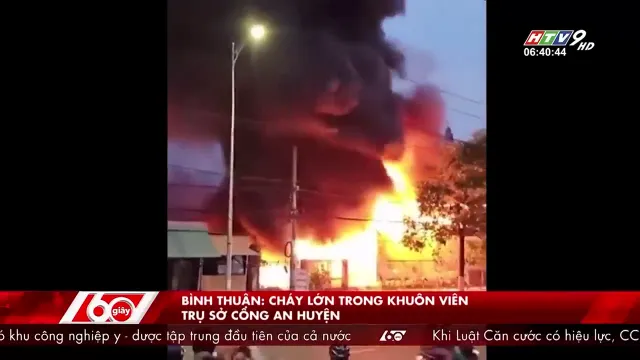 HTV9 HD
06:40:44
60 giây
BÌNH THUẬN: CHÁY LỚN TRONG KHUÔN VIÊN
TRỤ SỞ CÔNG AN HUYỆN
ó khu công nghiệp y - dược tập trung đầu tiên của cả nước 60 giây Khi Luật Căn cước có hiệu lực, CC